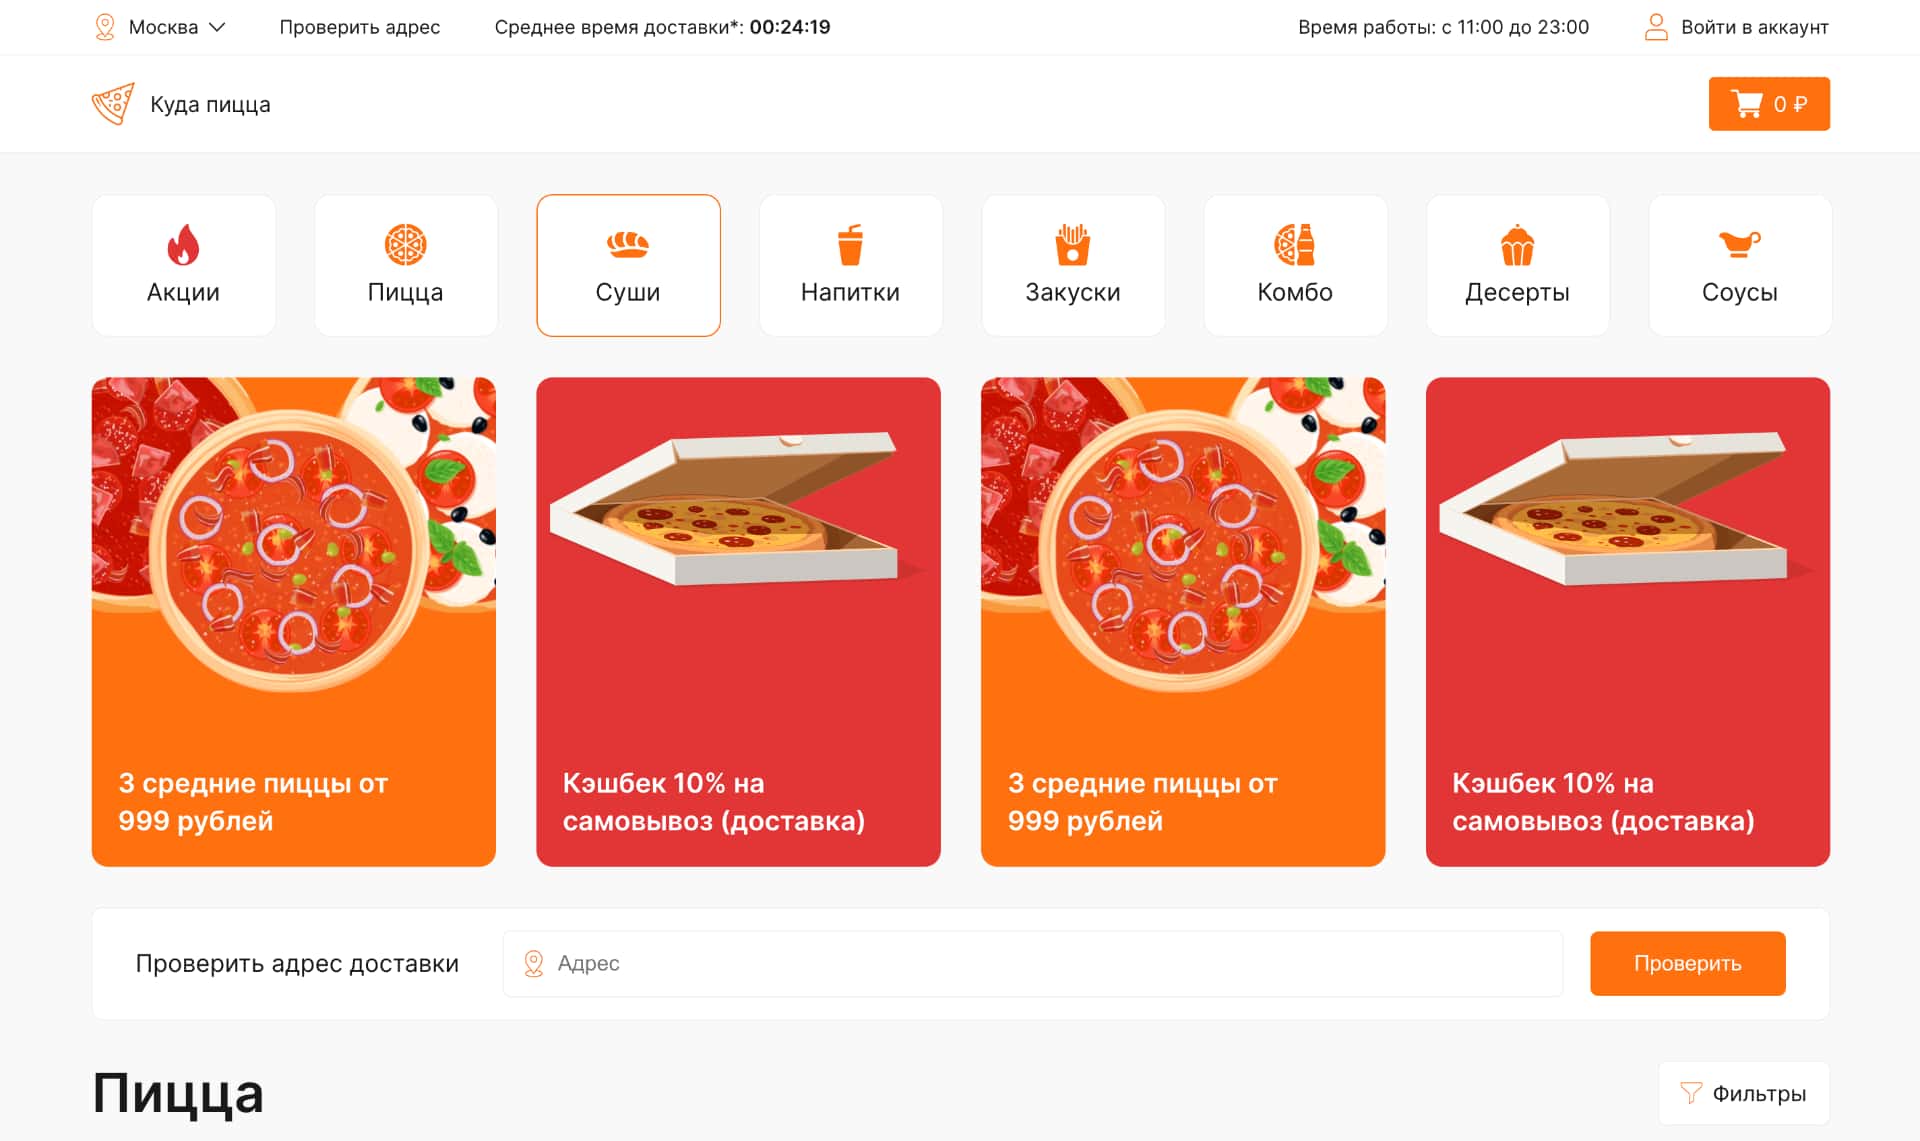 Москва
Проверить адрес
Среднее время доставки*: 00:24:19
Время работы: с 11:00 до 23:00
Войти в аккаунт
Куда пицца
0 ₽
Акции
Пицца
Суши
Напитки
Закуски
Комбо
Десерты
Соусы
3 средние пиццы от
999 рублей
Кэшбек 10% на
самовывоз (доставка)
3 средние пиццы от
999 рублей
Кэшбек 10% на
самовывоз (доставка)
Проверить адрес доставки
Адрес
Проверить
Пицца
Фильтры